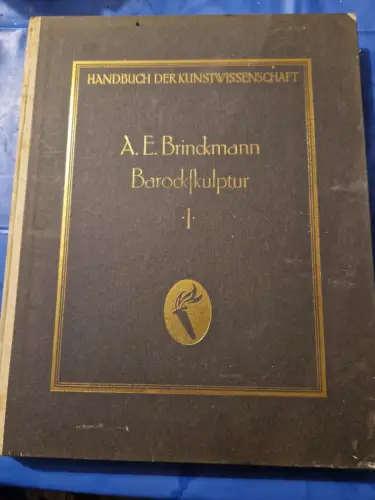 HANDBUCH DER KUNSTWISSENSCHAFT
A. E. Brinckmann
Barockſkulptur
· I ·